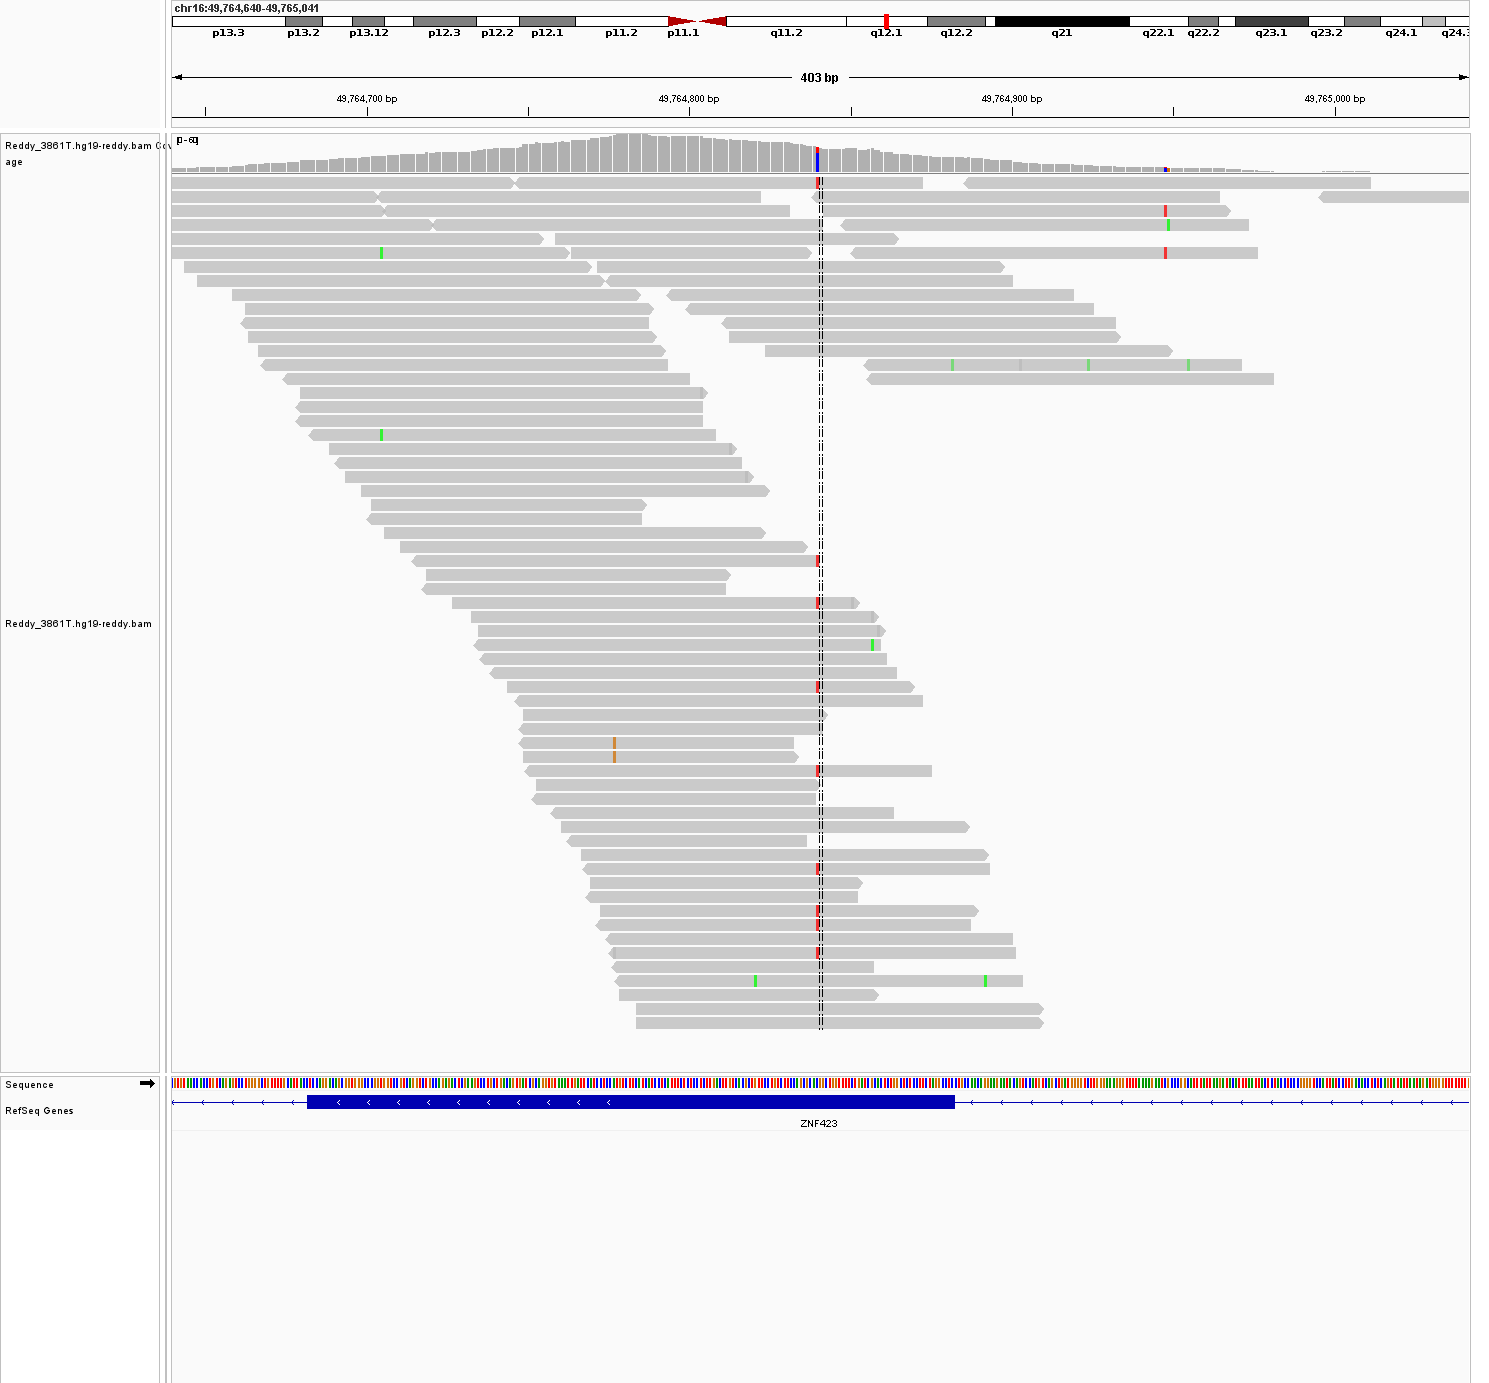 chr16:49,764,640-49,765,041
p13.3 p13.2 p13.12 p12.3 p12.2 p12.1 p11.2 p11.1 q11.2 q12.1 q12.2 q21 q22.1 q22.2 q23.1 q23.2 q24.1 q24.3
403 bp
49,764,700 bp 49,764,800 bp 49,764,900 bp 49,765,000 bp
[0 - 60]
Reddy_3861T.hg19-reddy.bam Cov
age
Reddy_3861T.hg19-reddy.bam
Sequence
RefSeq Genes
ZNF423